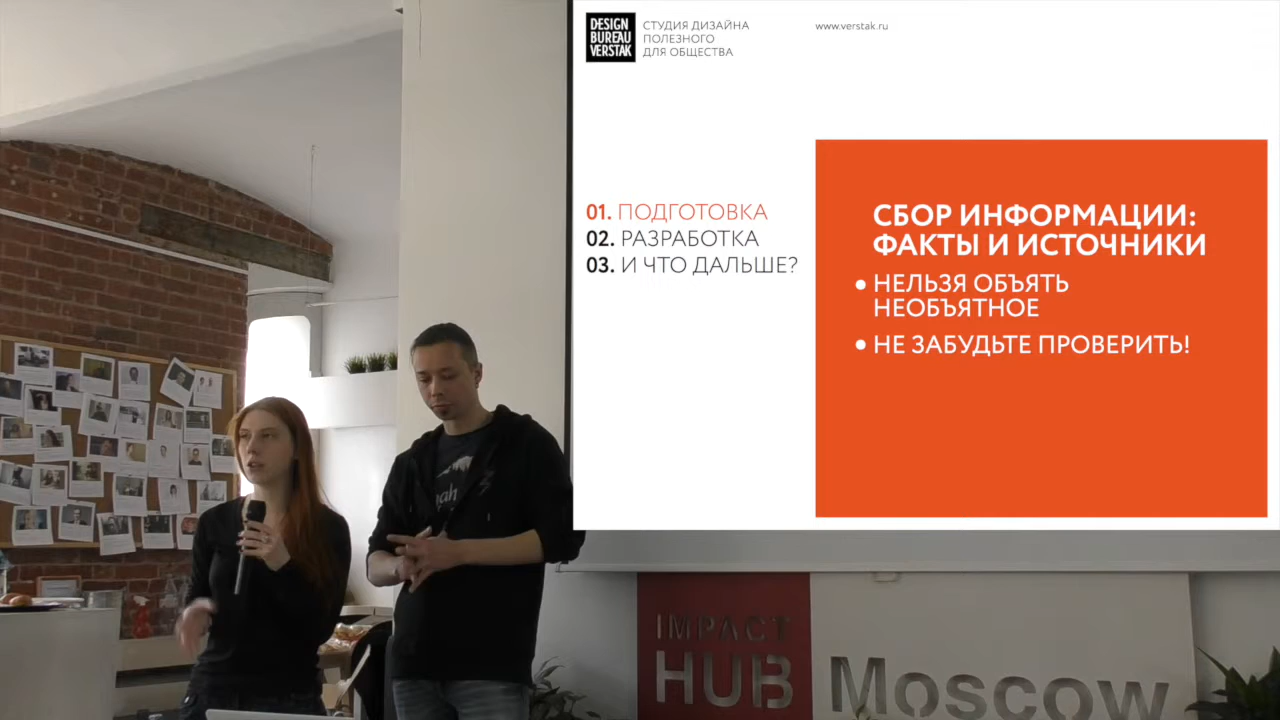 DESIGN
BUREAU
VERSTAK
СТУДИЯ ДИЗАЙНА
ПОЛЕЗНОГО
ДЛЯ ОБЩЕСТВА
www.verstak.ru
01. ПОДГОТОВКА
02. РАЗРАБОТКА
03. И ЧТО ДАЛЬШЕ?
СБОР ИНФОРМАЦИИ:
ФАКТЫ И ИСТОЧНИКИ
• НЕЛЬЗЯ ОБЪЯТЬ
НЕОБЪЯТНОЕ
• НЕ ЗАБУДЬТЕ ПРОВЕРИТЬ!
IMPACT
HUB
Moscow